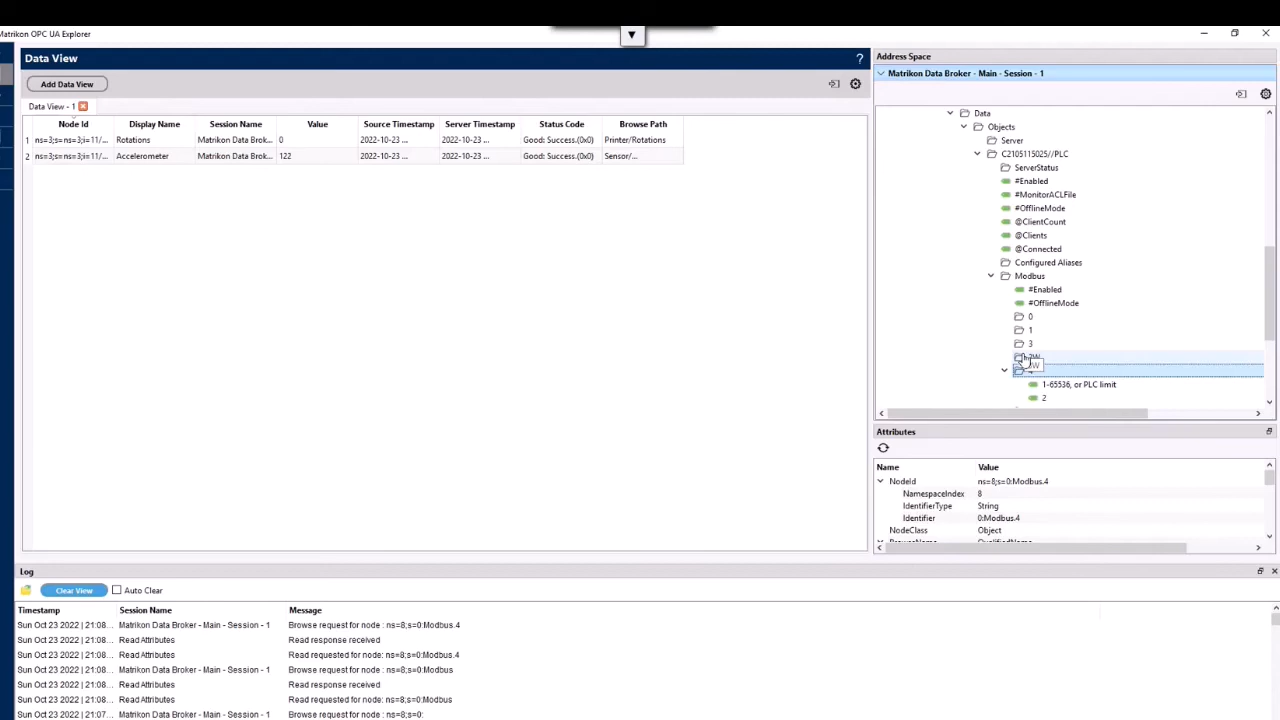 Matrikon OPC UA Explorer
Data View
?
Add Data View
Data View - 1
Node Id Display Name Session Name Value Source Timestamp Server Timestamp Status Code Browse Path
1 ns=3;s=ns=3;i=11/... Rotations Matrikon Data Brok... 0 2022-10-23 ... 2022-10-23 ... Good: Success.(0x0) Printer/Rotations
2 ns=3;s=ns=3;i=11/... Accelerometer Matrikon Data Brok... 122 2022-10-23 ... 2022-10-23 ... Good: Success.(0x0) Sensor/...
Address Space
Matrikon Data Broker - Main - Session - 1
Data
Objects
Server
C2105115025//PLC
ServerStatus
#Enabled
#MonitorACLFile
#OfflineMode
@ClientCount
@Clients
@Connected
Configured Aliases
Modbus
#Enabled
#OfflineMode
0
1
3
4
1-65536, or PLC limit
2
Attributes
Name Value
NodeId ns=8;s=0:Modbus.4
NamespaceIndex 8
IdentifierType String
Identifier 0:Modbus.4
NodeClass Object
Log
Clear View Auto Clear
Timestamp Session Name Message
Sun Oct 23 2022 | 21:08... Matrikon Data Broker - Main - Session - 1 Browse request for node : ns=8;s=0:Modbus.4
Sun Oct 23 2022 | 21:08... Read Attributes Read response received
Sun Oct 23 2022 | 21:08... Read Attributes Read requested for node: ns=8;s=0:Modbus.4
Sun Oct 23 2022 | 21:08... Matrikon Data Broker - Main - Session - 1 Browse request for node : ns=8;s=0:Modbus
Sun Oct 23 2022 | 21:08... Read Attributes Read response received
Sun Oct 23 2022 | 21:08... Read Attributes Read requested for node: ns=8;s=0:Modbus
Sun Oct 23 2022 | 21:07... Matrikon Data Broker - Main - Session - 1 Browse request for node : ns=8;s=0: